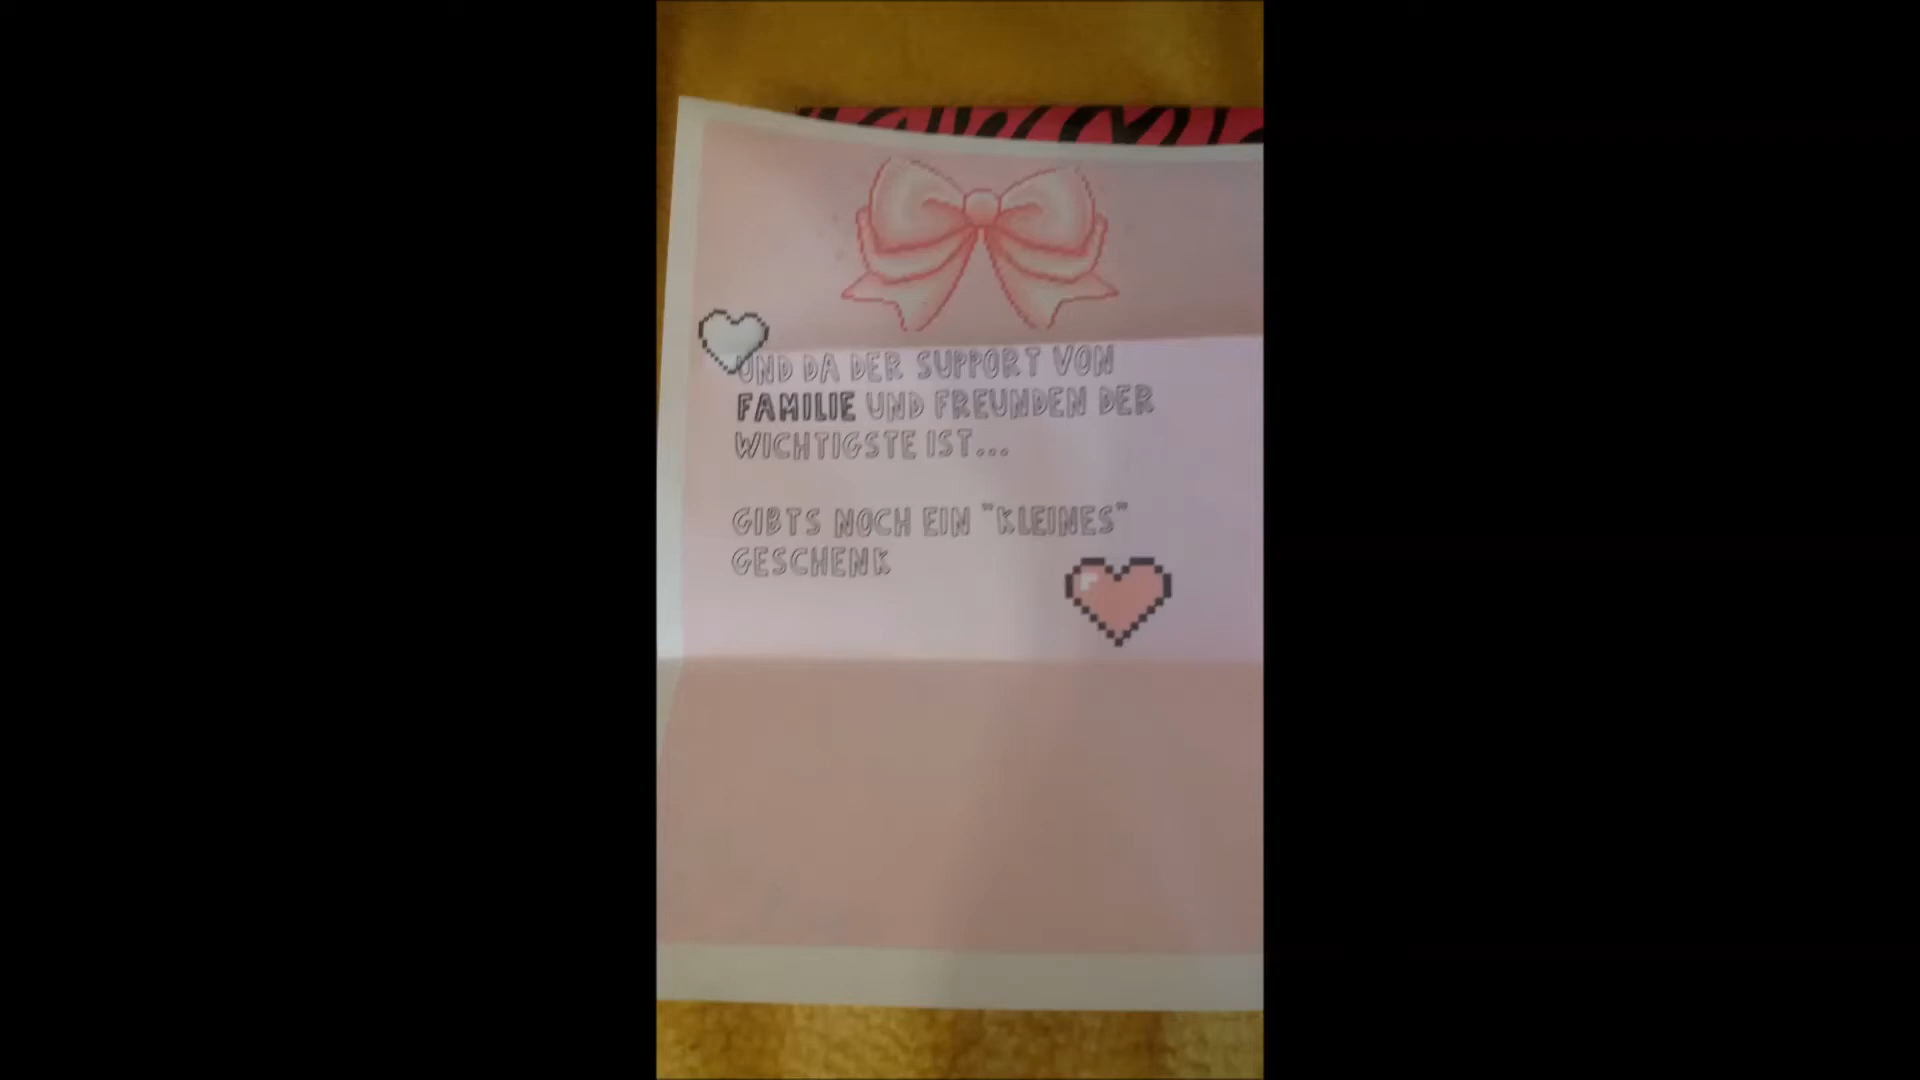 UND DA DER SUPPORT VON
FAMILIE UND FREUNDEN DER
WICHTIGSTE IST...
GIBTS NOCH EIN "KLEINES"
GESCHENK